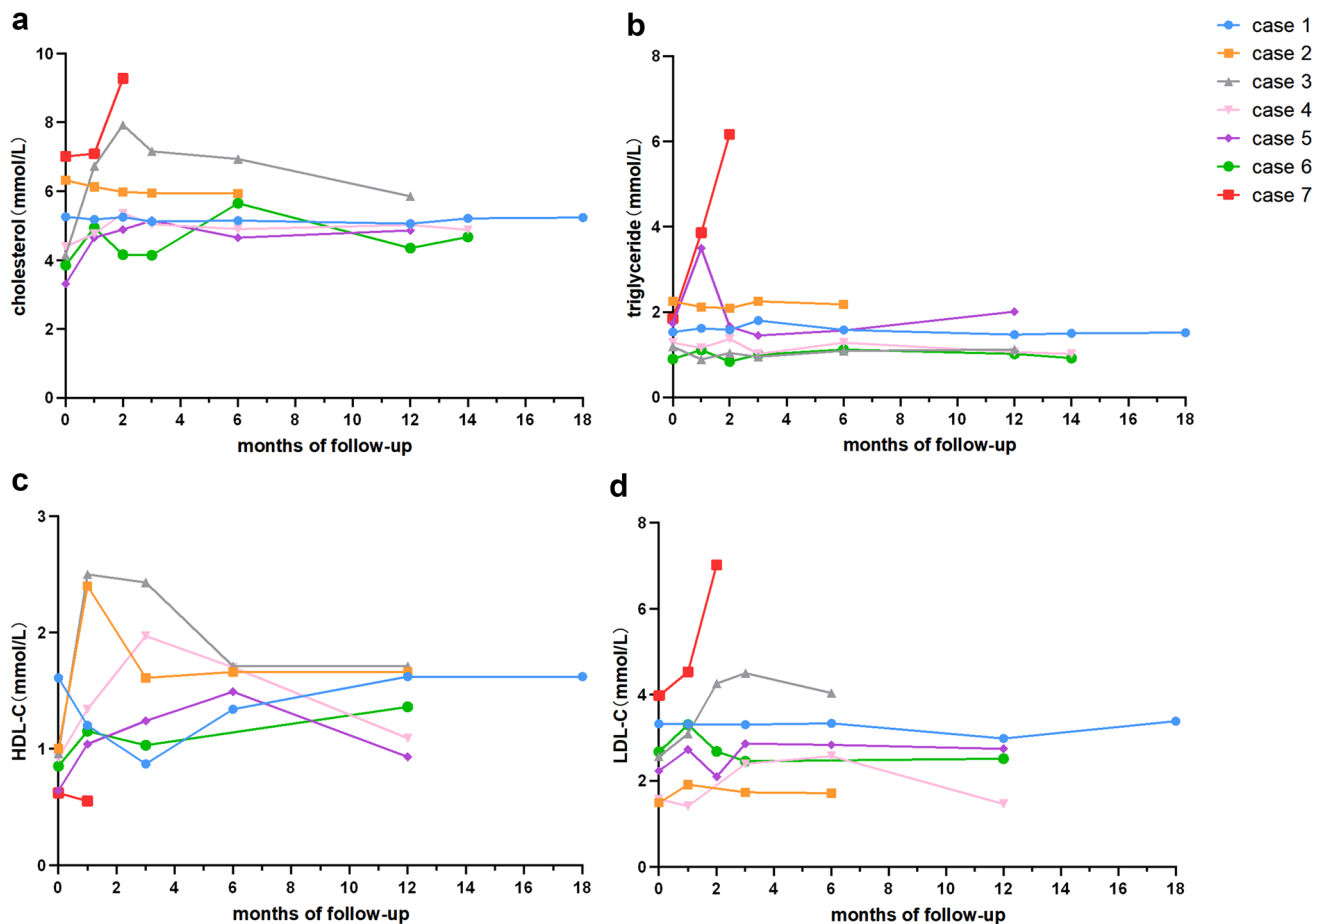 a
cholesterol (mmol/L)
10
8
6
4
2
0
0 2 4 6 8 10 12 14 16 18
months of follow-up
b
triglyceride (mmol/L)
8
6
4
2
0
0 2 4 6 8 10 12 14 16 18
months of follow-up
case 1
case 2
case 3
case 4
case 5
case 6
case 7
c
HDL-C (mmol/L)
3
2
1
0
0 2 4 6 8 10 12 14 16 18
months of follow-up
d
LDL-C (mmol/L)
8
6
4
2
0
0 2 4 6 8 10 12 14 16 18
months of follow-up